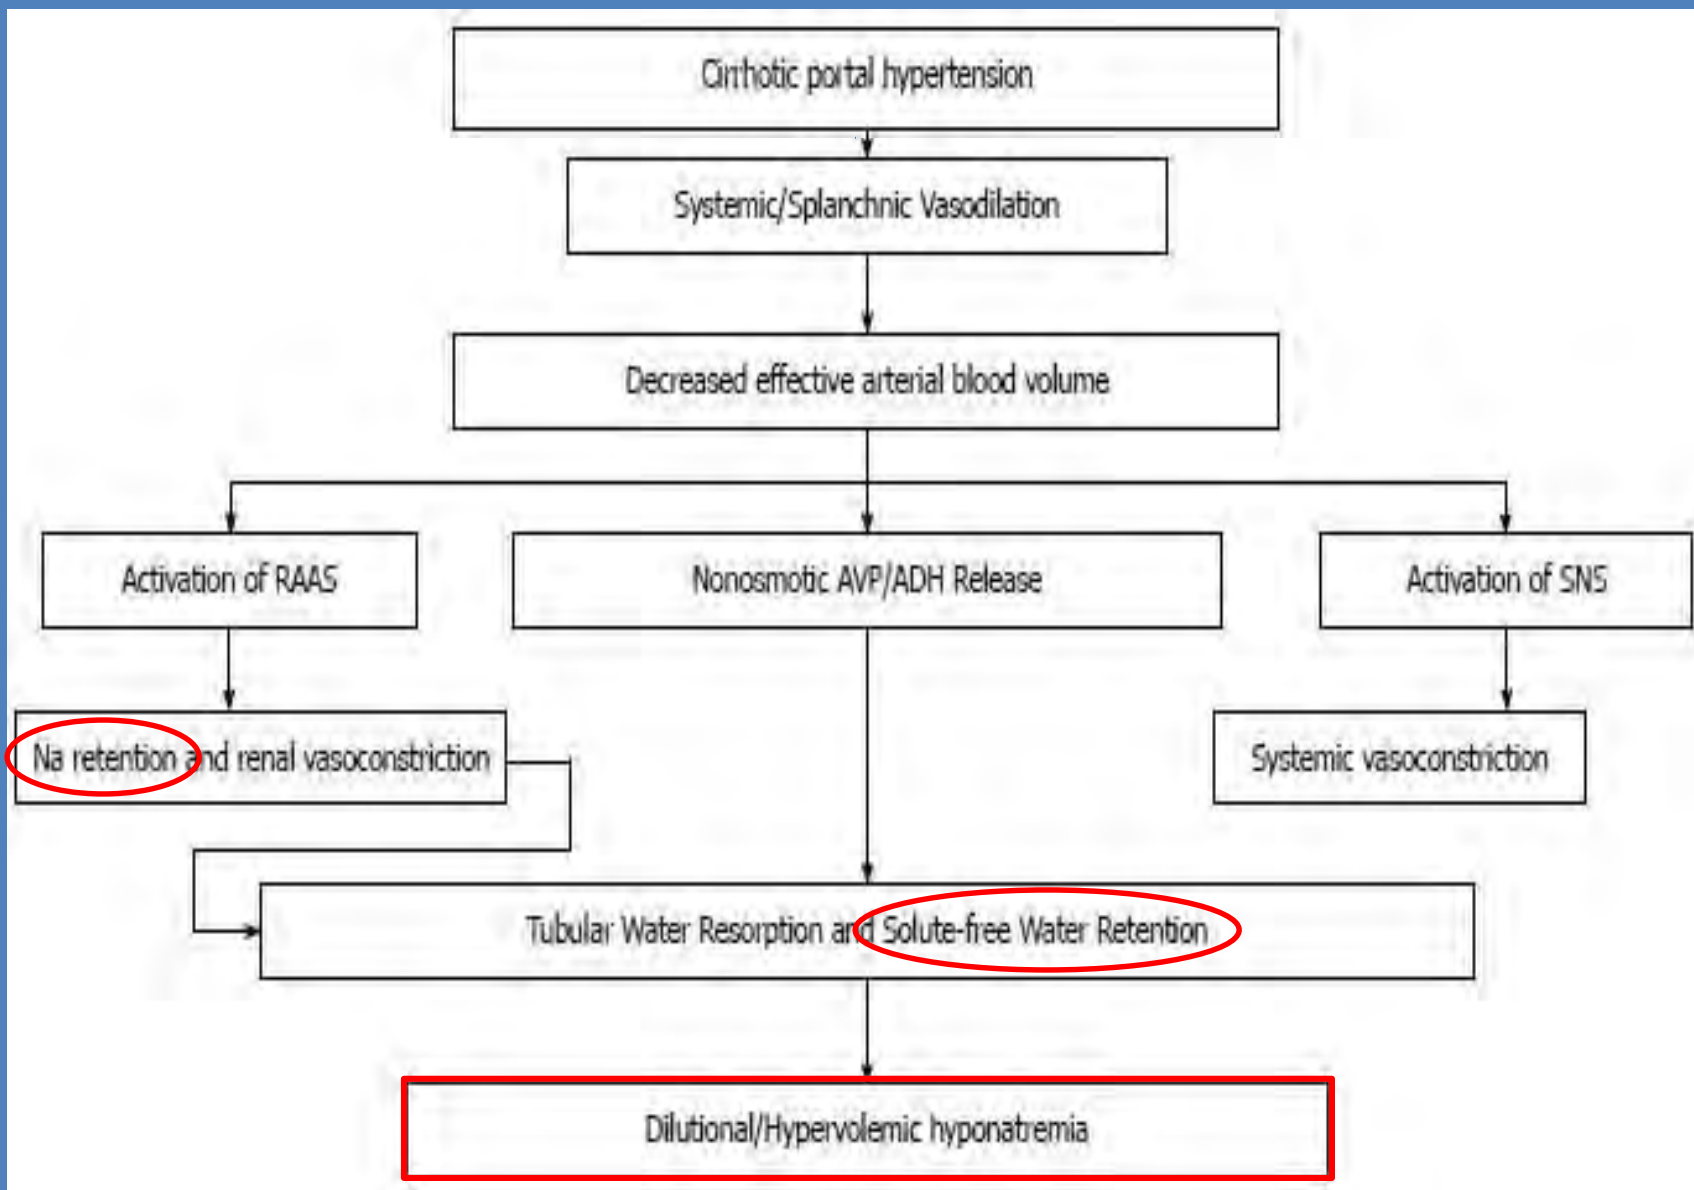 Cirrhotic portal hypertension
Systemic/Splanchnic Vasodilation
Decreased effective arterial blood volume
Activation of RAAS
Nonosmotic AVP/ADH Release
Activation of SNS
Na retention and renal vasoconstriction
Systemic vasoconstriction
Tubular Water Resorption and Solute-free Water Retention
Dilutional/Hypervolemic hyponatremia